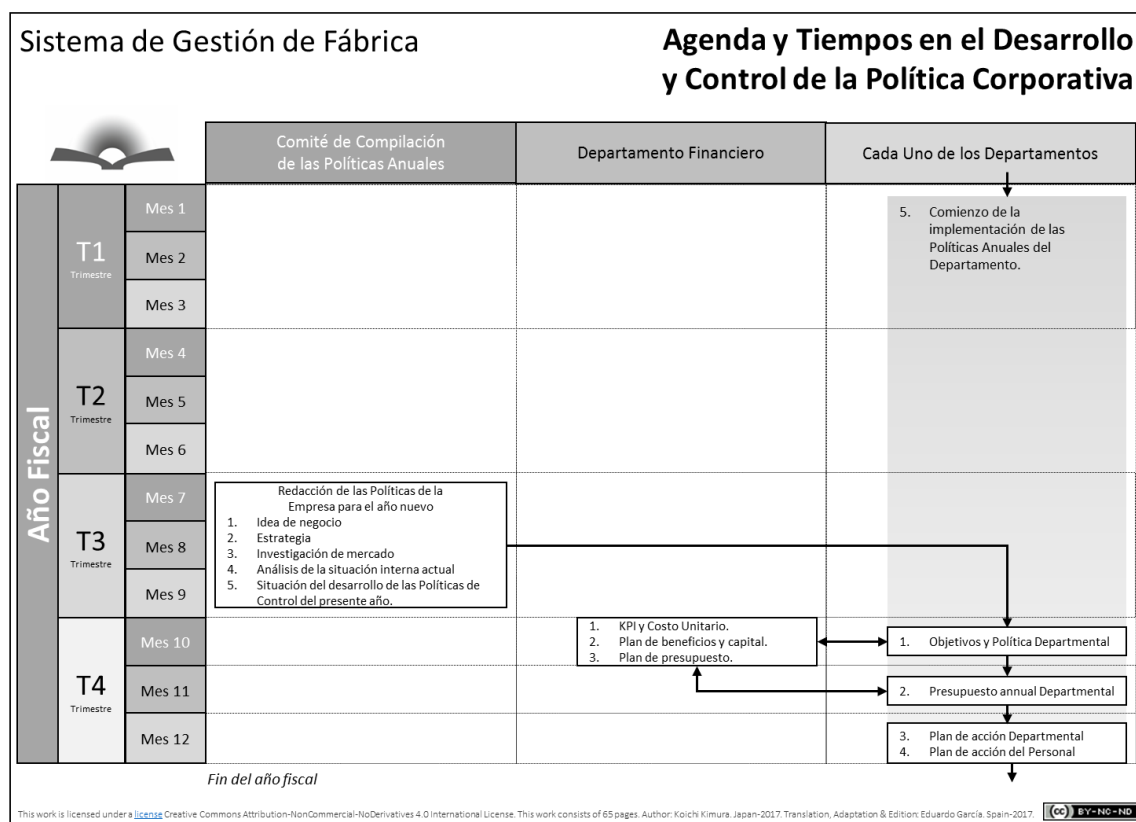 Sistema de Gestión de Fábrica
Agenda y Tiempos en el Desarrollo
y Control de la Política Corporativa
Comité de Compilación
de las Políticas Anuales
Departamento Financiero
Cada Uno de los Departamentos
Año Fiscal
T1
Trimestre
Mes 1
Mes 2
Mes 3
5. Comienzo de la
implementación de las
Políticas Anuales del
Departamento.
T2
Trimestre
Mes 4
Mes 5
Mes 6
T3
Trimestre
Mes 7
Mes 8
Mes 9
Redacción de las Políticas de la
Empresa para el año nuevo
1. Idea de negocio
2. Estrategia
3. Investigación de mercado
4. Análisis de la situación interna actual
5. Situación del desarrollo de las Políticas de
Control del presente año.
T4
Trimestre
Mes 10
Mes 11
Mes 12
1. KPI y Costo Unitario.
2. Plan de beneficios y capital.
3. Plan de presupuesto.
1. Objetivos y Política Departmental
2. Presupuesto annual Departmental
3. Plan de acción Departmental
4. Plan de acción del Personal
Fin del año fiscal
This work is licensed under a license Creative Commons Attribution-NonCommercial-NoDerivatives 4.0 International License. This work consists of 65 pages. Author: Koichi Kimura. Japan-2017. Translation, Adaptation & Edition: Eduardo García. Spain-2017.
(cc) BY-NC-ND